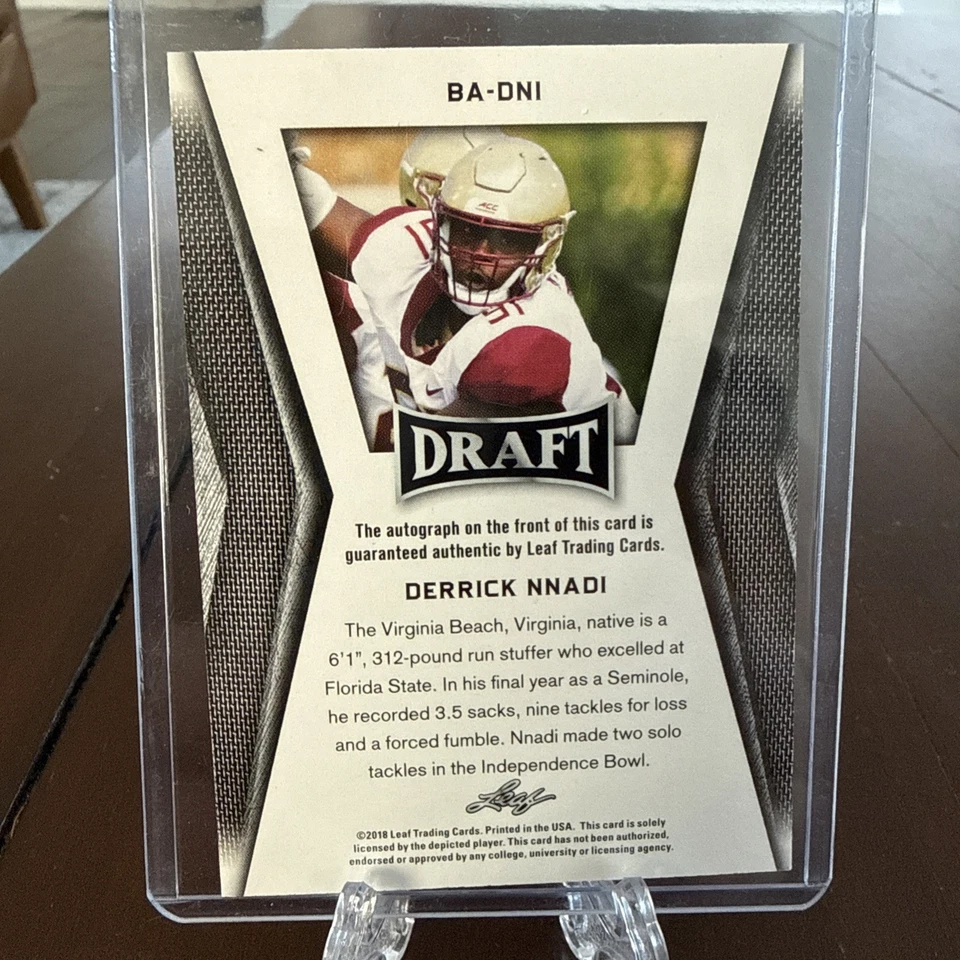 BA-DNI
ACC
91
DRAFT
The autograph on the front of this card is
guaranteed authentic by Leaf Trading Cards.
DERRICK NNADI
The Virginia Beach, Virginia, native is a
6'1", 312-pound run stuffer who excelled at
Florida State. In his final year as a Seminole,
he recorded 3.5 sacks, nine tackles for loss
and a forced fumble. Nnadi made two solo
tackles in the Independence Bowl.
Leaf
©2018 Leaf Trading Cards. Printed in the USA. This card is solely
licensed by the depicted player. This card has not been authorized,
endorsed or approved by any college, university or licensing agency.